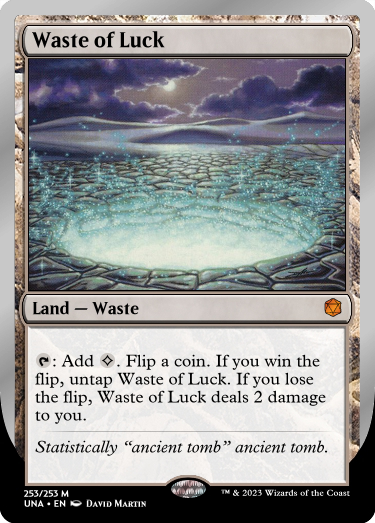 Waste of Luck
Land — Waste
: Add . Flip a coin. If you win the
flip, untap Waste of Luck. If you lose
the flip, Waste of Luck deals 2 damage
to you.
Statistically “ancient tomb” ancient tomb.
253/253 M
UNA • EN DAVID MARTIN
™ & 2023 Wizards of the Coast